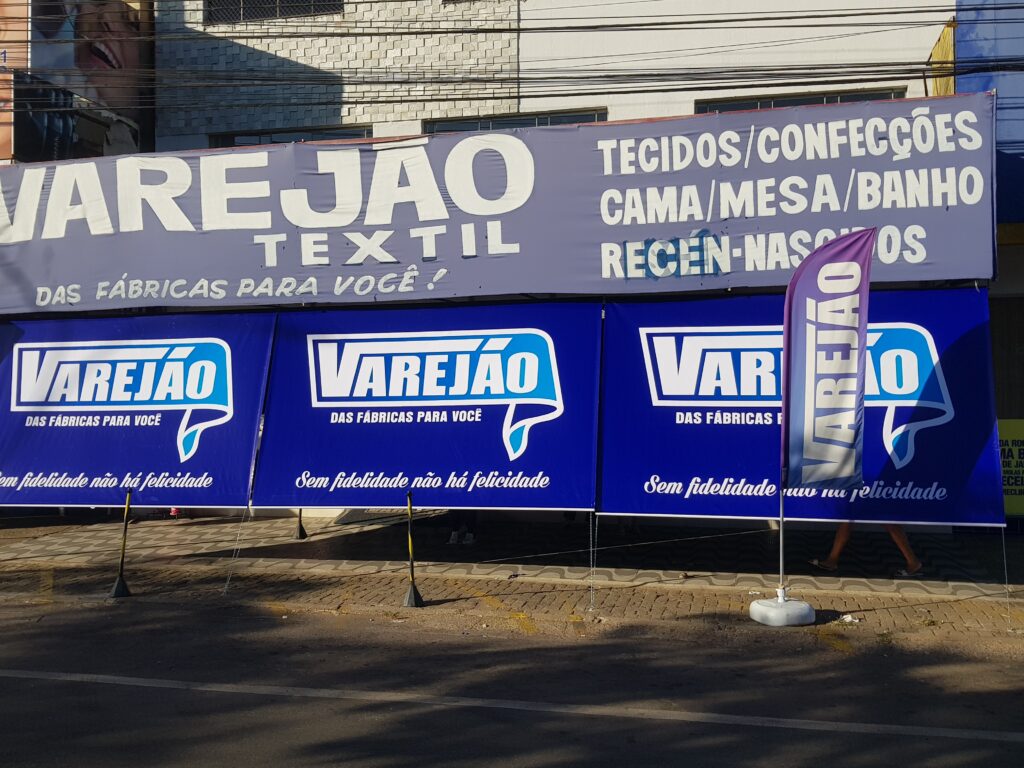 VAREJÃO
TEXTIL
DAS FÁBRICAS PARA VOCÊ!
TECIDOS/CONFECÇÕES
CAMA/MESA/BANHO
RECÉN-NASCIDOS
VAREJÃO
DAS FÁBRICAS PARA VOCÊ
Sem fidelidade não há felicidade
VAREJÃO
DAS FÁBRICAS PARA VOCÊ
Sem fidelidade não há felicidade
VAREJÃO
DAS FÁBRICAS
Sem fidelidade não há felicidade
VAREJÃO